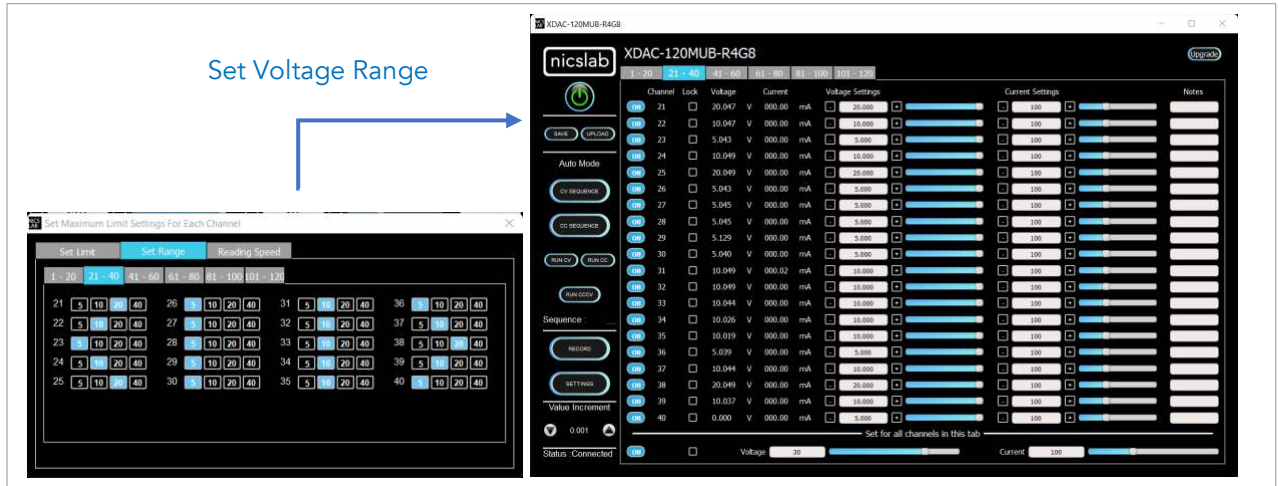 Set Voltage Range
Set Maximum Limit Settings For Each Channel
Set Limit Set Range Reading Speed
1 - 20 21 - 40 41 - 60 61 - 80 81 - 100 101 - 120
21 5 10 20 40 26 5 10 20 40 31 5 10 20 40 36 5 10 20 40
22 5 10 20 40 27 5 10 20 40 32 5 10 20 40 37 5 10 20 40
23 5 10 20 40 28 5 10 20 40 33 5 10 20 40 38 5 10 20 40
24 5 10 20 40 29 5 10 20 40 34 5 10 20 40 39 5 10 20 40
25 5 10 20 40 30 5 10 20 40 35 5 10 20 40 40 5 10 20 40
XDAC-120MUB-R4G8
nicslab
XDAC-120MUB-R4G8
Upgrade
1 - 20 21 - 40 41 - 60 61 - 80 81 - 100 101 - 120
SAVE UPLOAD
Auto Mode
CV SEQUENCE
CC SEQUENCE
RUN CV RUN CC
RUN CCCV
Sequence :
RECORD
SETTINGS
Value Increment
0.001
Status :Connected
Channel Lock Voltage Current Voltage Settings Current Settings Notes
On 21 20.047 V 000.00 mA - 20.000 + - 100 +
On 22 10.047 V 000.00 mA - 10.000 + - 100 +
On 23 5.043 V 000.00 mA - 5.000 + - 100 +
On 24 10.049 V 000.00 mA - 10.000 + - 100 +
On 25 20.049 V 000.00 mA - 20.000 + - 100 +
On 26 5.043 V 000.00 mA - 5.000 + - 100 +
On 27 5.045 V 000.00 mA - 5.000 + - 100 +
On 28 5.045 V 000.00 mA - 5.000 + - 100 +
On 29 5.129 V 000.00 mA - 5.000 + - 100 +
On 30 5.040 V 000.00 mA - 5.000 + - 100 +
On 31 10.049 V 000.02 mA - 10.000 + - 100 +
On 32 10.049 V 000.00 mA - 10.000 + - 100 +
On 33 10.044 V 000.00 mA - 10.000 + - 100 +
On 34 10.026 V 000.00 mA - 10.000 + - 100 +
On 35 10.019 V 000.00 mA - 10.000 + - 100 +
On 36 5.039 V 000.00 mA - 5.000 + - 100 +
On 37 10.044 V 000.00 mA - 10.000 + - 100 +
On 38 20.049 V 000.00 mA - 20.000 + - 100 +
On 39 10.037 V 000.00 mA - 10.000 + - 100 +
On 40 0.000 V 000.00 mA - 5.000 + - 100 +
Set for all channels in this tab
On Voltage 30 Current 100